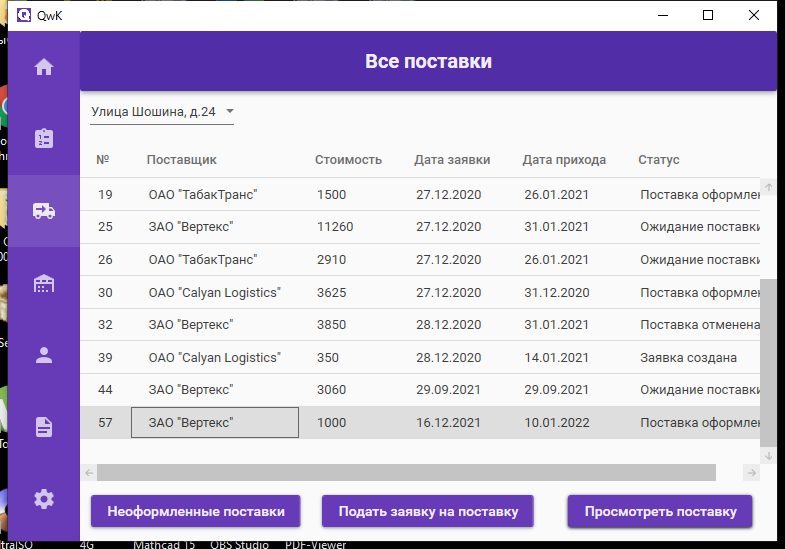 QwK
Все поставки
Улица Шошина, д.24
№ Поставщик Стоимость Дата заявки Дата прихода Статус
19 ОАО "ТабакТранс" 1500 27.12.2020 26.01.2021 Поставка оформлен
25 ЗАО "Вертекс" 11260 27.12.2020 31.01.2021 Ожидание поставки
26 ОАО "ТабакТранс" 2910 27.12.2020 26.01.2021 Ожидание поставки
30 ОАО "Calyan Logistics" 3625 27.12.2020 31.12.2020 Поставка оформлен
32 ЗАО "Вертекс" 3850 28.12.2020 31.01.2021 Поставка отменена
39 ОАО "Calyan Logistics" 350 28.12.2020 14.01.2021 Заявка создана
44 ЗАО "Вертекс" 3060 29.09.2021 29.09.2021 Ожидание поставки
57 ЗАО "Вертекс" 1000 16.12.2021 10.01.2022 Поставка оформлен
Неоформленные поставки Подать заявку на поставку Просмотреть поставку
traISO 4G Mathcad 15 OBS Studio PDF-Viewer